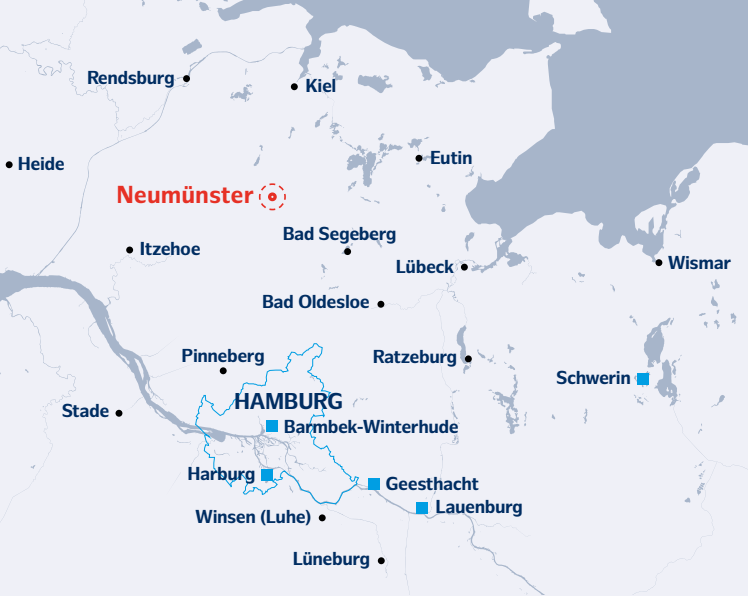 Rendsburg
Kiel
Heide
Eutin
Neumünster
Bad Segeberg
Itzehoe
Lübeck
Wismar
Bad Oldesloe
Pinneberg
Ratzeburg
Schwerin
HAMBURG
Stade
Barmbek-Winterhude
Harburg
Geesthacht
Lauenburg
Winsen (Luhe)
Lüneburg